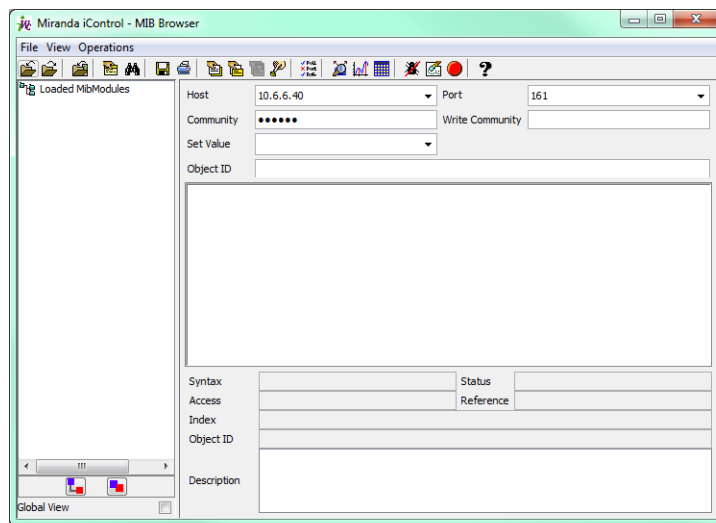 Miranda iControl - MIB Browser
File View Operations
Loaded MibModules
Host 10.6.6.40 Port 161
Community •••••• Write Community
Set Value
Object ID
Syntax Status
Access Reference
Index
Object ID
Description
Global View